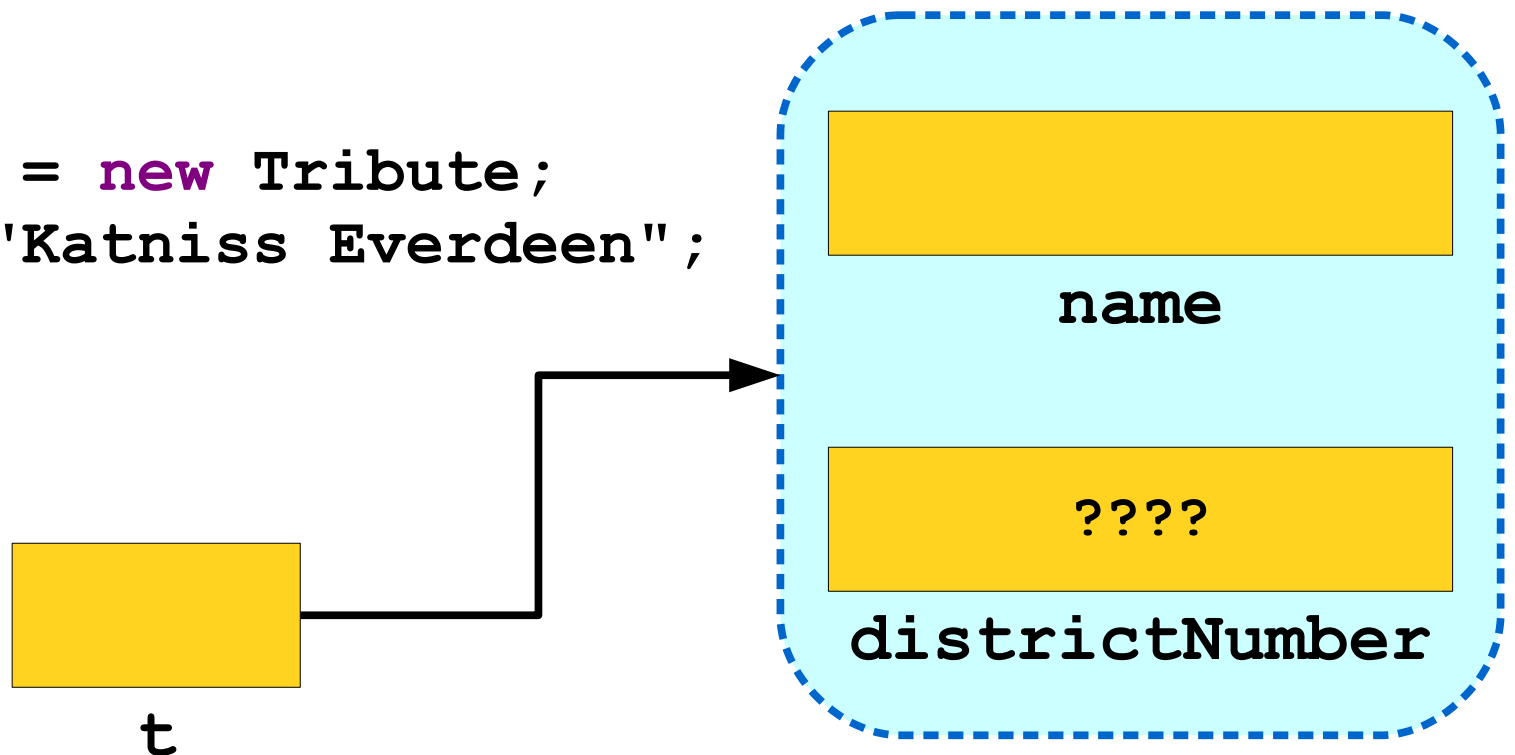 = new Tribute;
"Katniss Everdeen";
name
????
districtNumber
t